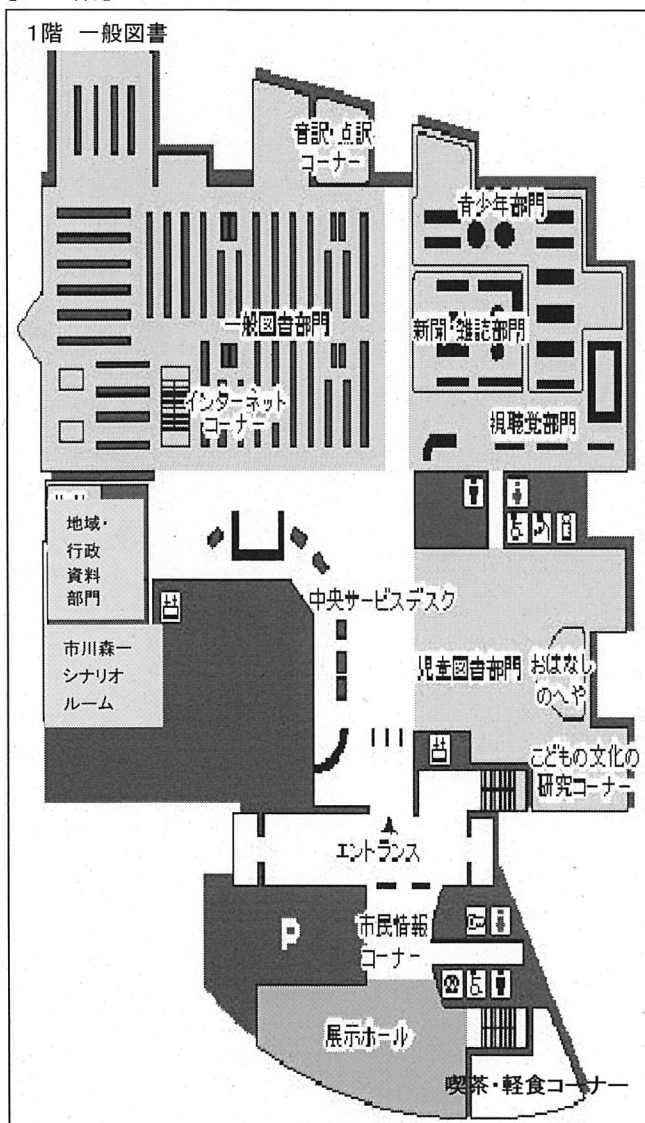 1階 一般図書
音訳・点訳
コーナー
青少年部門
一般図書部門
新聞・雑誌部門
インターネット
コーナー
視聴覚部門
地域・
行政
資料
部門
中央サービスデスク
市川森一
シナリオ
ルーム
児童図書部門
おはなし
のへや
こどもの文化の
研究コーナー
エントランス
P
市民情報
コーナー
展示ホール
喫茶・軽食コーナー